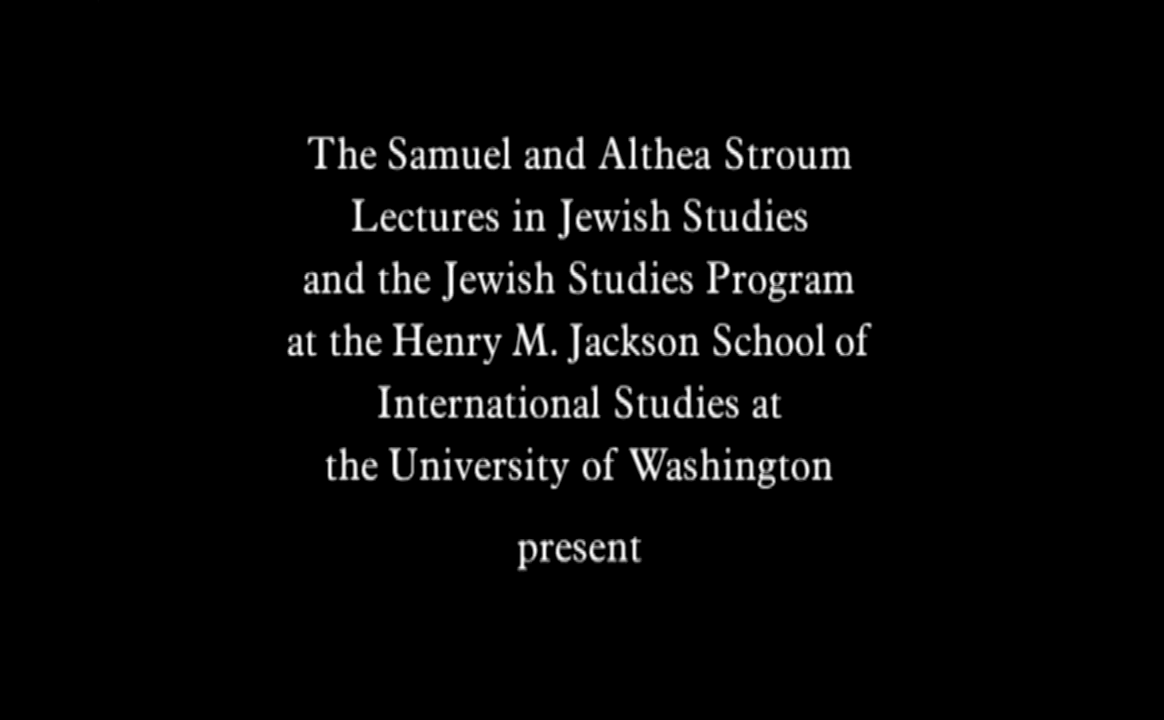 The Samuel and Althea Stroum
Lectures in Jewish Studies
and the Jewish Studies Program
at the Henry M. Jackson School of
International Studies at
the University of Washington
present